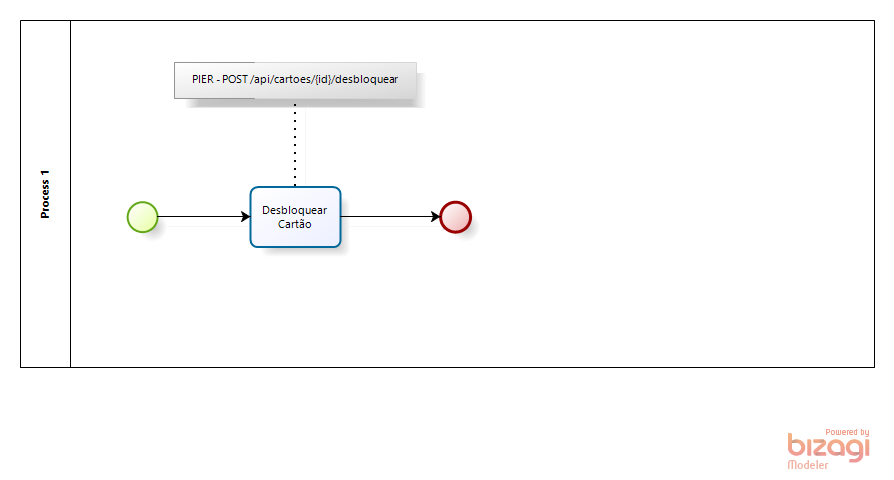 PIER - POST /api/cartoes/{id}/desbloquear
Process 1
Desbloquear
Cartão
Powered by
bizagi
Modeler